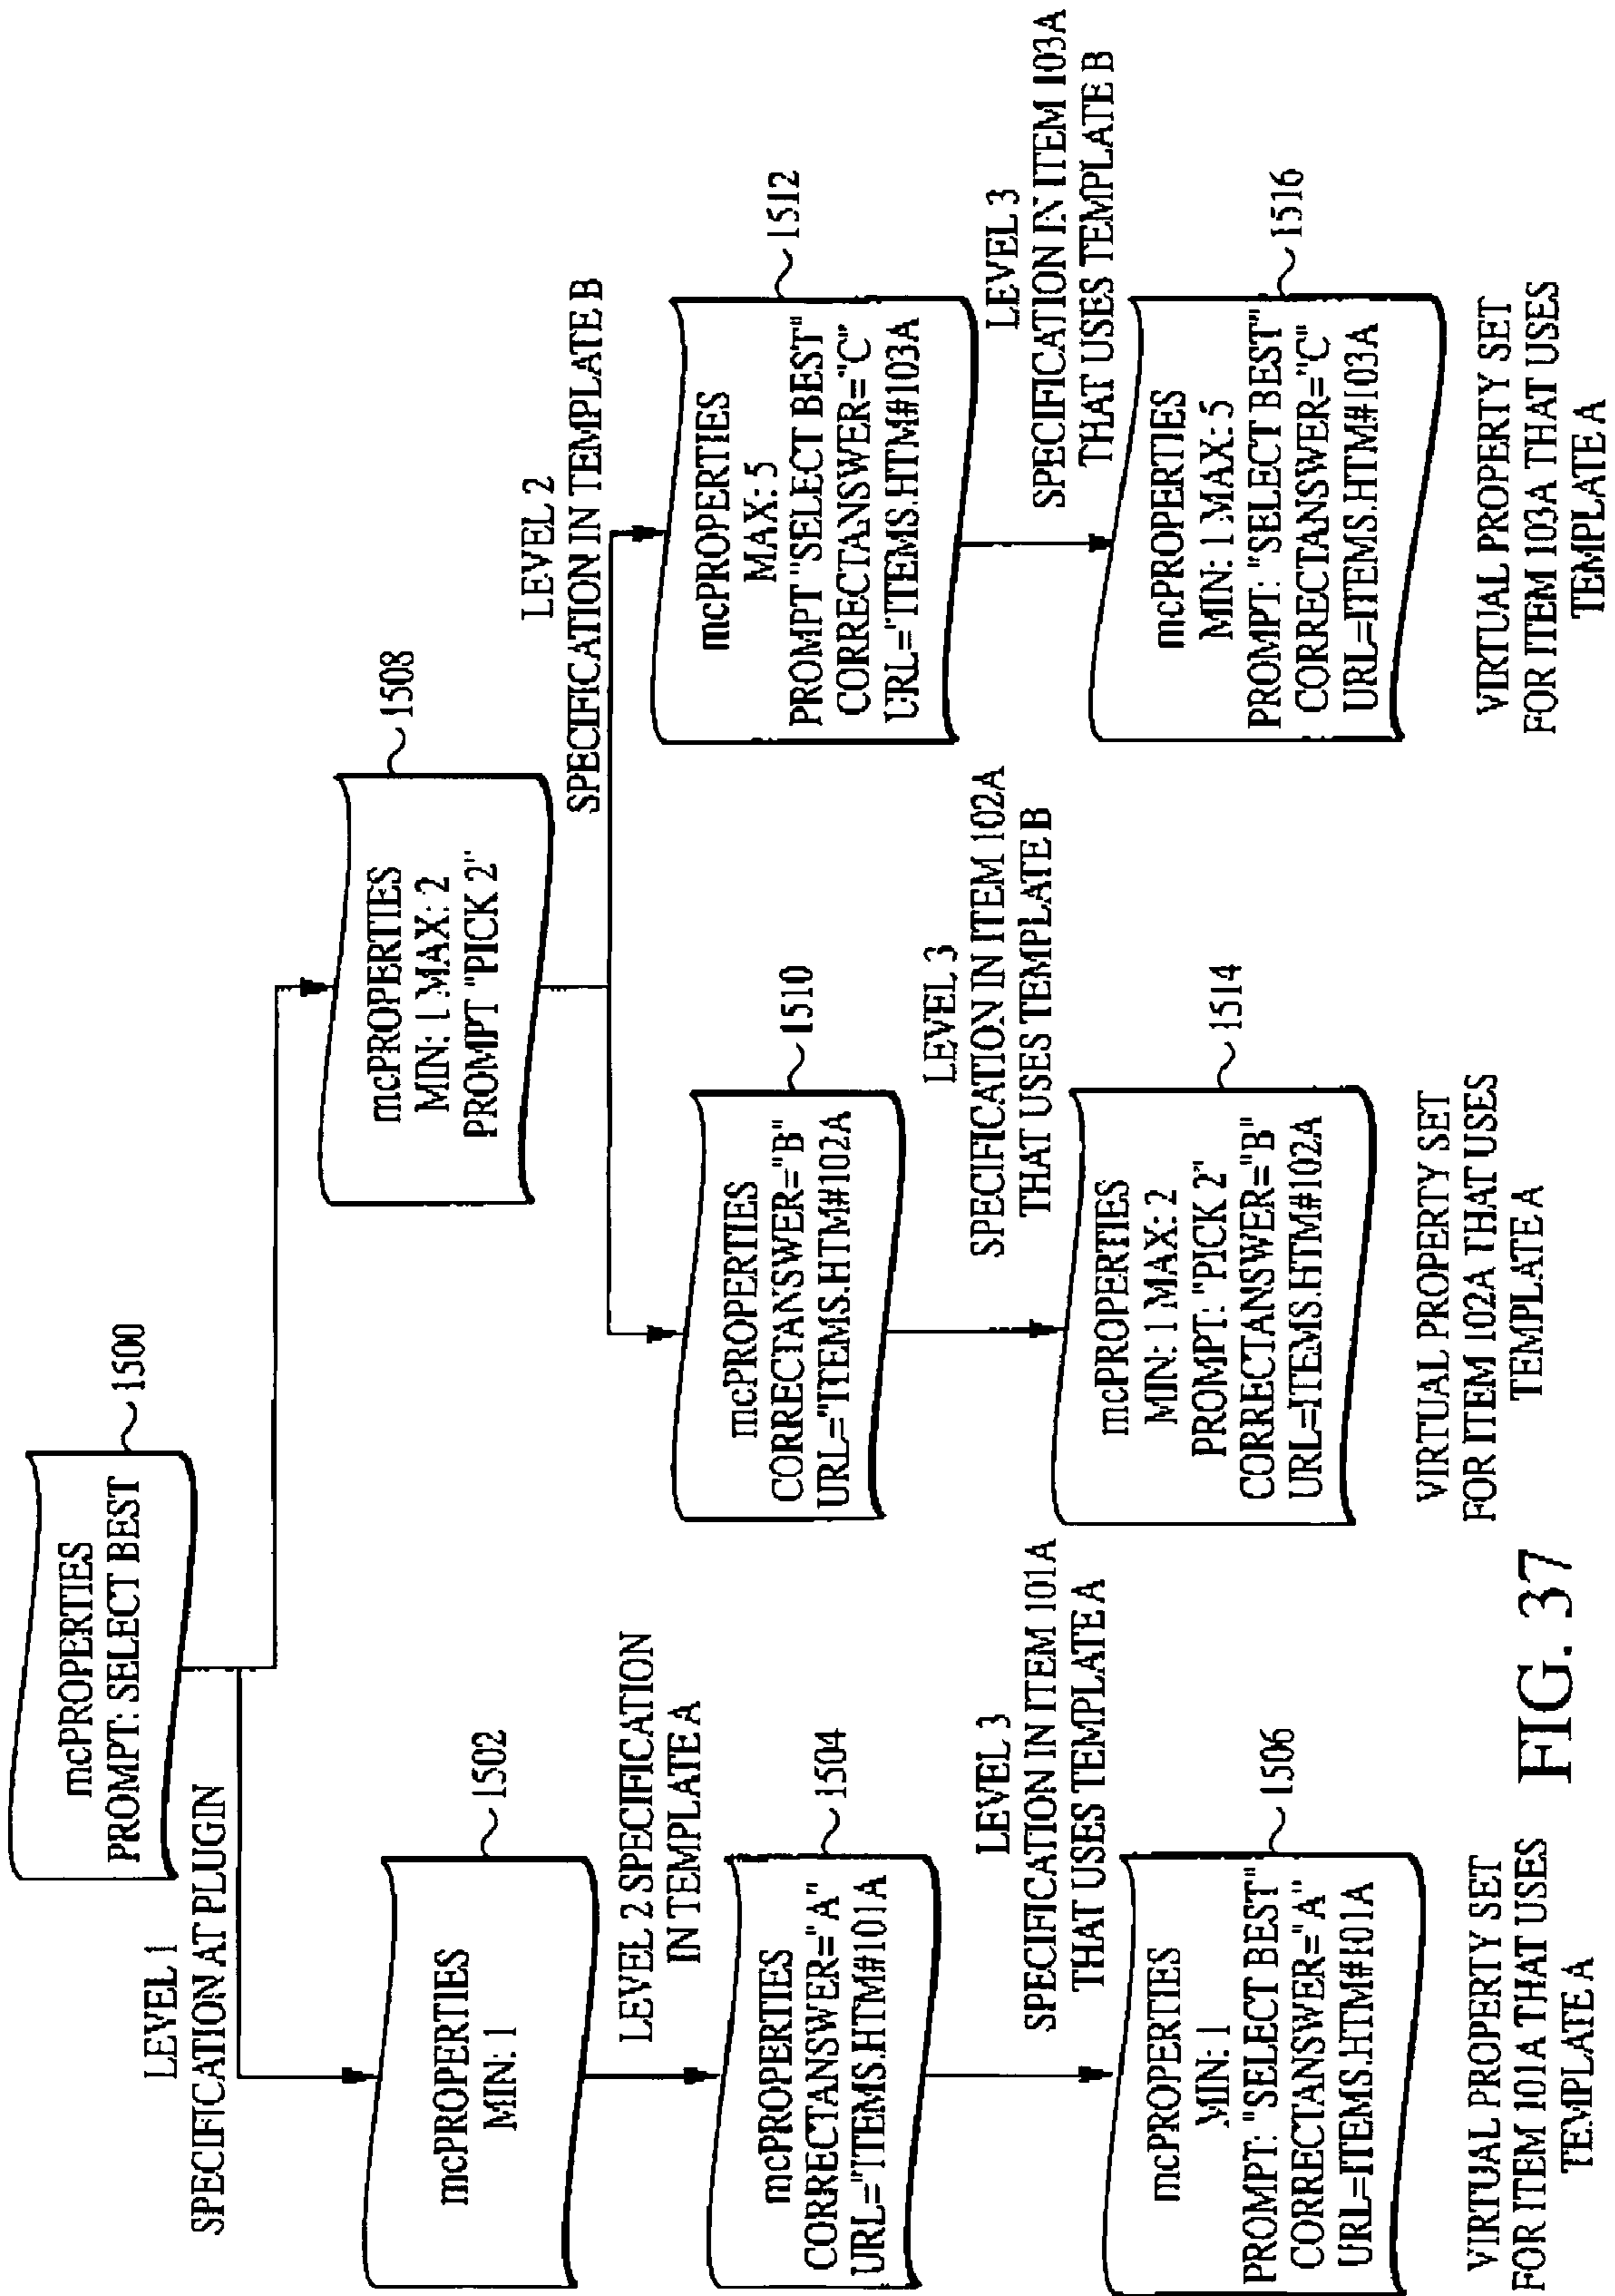 mcPROPERTIES
PROMPT: SELECT BEST
1500
LEVEL 1
SPECIFICATION AT PLUGIN
mcPROPERTIES
MIN: 1
1502
mcPROPERTIES
MIN: 1 MAX: 2
PROMPT "PICK 2"
1508
LEVEL 2 SPECIFICATION
IN TEMPLATE A
LEVEL 2
SPECIFICATION IN TEMPLATE B
mcPROPERTIES
CORRECTANSWER="A"
URL="ITEMS.HTM#101A
1504
mcPROPERTIES
CORRECTANSWER="B"
URL="ITEMS.HTM#102A
1510
mcPROPERTIES
MAX: 5
PROMPT "SELECT BEST"
CORRECTANSWER="C"
URL="ITEMS.HTM#103A
1512
LEVEL 3
SPECIFICATION IN ITEM 101A
THAT USES TEMPLATE A
LEVEL 3
SPECIFICATION IN ITEM 102A
THAT USES TEMPLATE B
LEVEL 3
SPECIFICATION IN ITEM 103A
THAT USES TEMPLATE B
mcPROPERTIES
MIN: 1
PROMPT: "SELECT BEST"
CORRECTANSWER="A"
URL=ITEMS.HTM#101A
1506
mcPROPERTIES
MIN: 1 MAX: 2
PROMPT: "PICK 2"
CORRECTANSWER="B"
URL=ITEMS.HTM#102A
1514
mcPROPERTIES
MIN: 1 MAX: 5
PROMPT: "SELECT BEST"
CORRECTANSWER="C"
URL=ITEMS.HTM#103A
1516
VIRTUAL PROPERTY SET
FOR ITEM 101A THAT USES
TEMPLATE A
VIRTUAL PROPERTY SET
FOR ITEM 102A THAT USES
TEMPLATE A
VIRTUAL PROPERTY SET
FOR ITEM 103A THAT USES
TEMPLATE A
FIG. 37